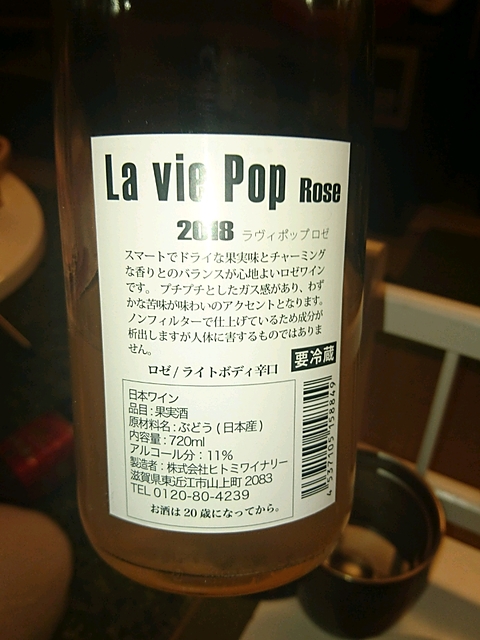 La vie Pop Rose
2018 ラヴィポップロゼ
スマートでドライな果実味とチャーミング
な香りとのバランスが心地よいロゼワイン
です。 プチプチとしたガス感があり、わず
かな苦味が味わいのアクセントとなります。
ノンフィルターで仕上げているため成分が
析出しますが人体に害するものではありま
せん。
要冷蔵
ロゼ / ライトボディ辛口
日本ワイン
品目 : 果実酒
原材料名 : ぶどう ( 日本産 )
内容量 : 720ml
アルコール分 : 11%
製造者 : 株式会社ヒトミワイナリー
滋賀県東近江市山上町 2083
TEL 0120-80-4239
お酒は 20 歳になってから。
4 537105 158849